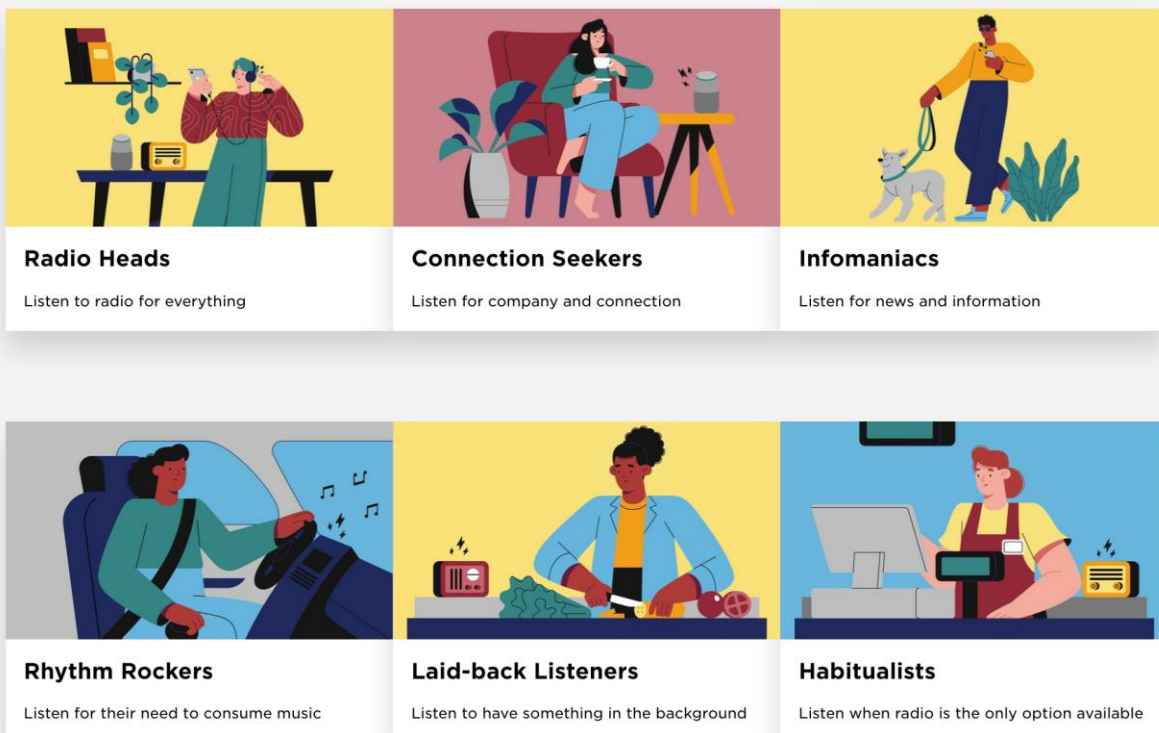 Radio Heads
Listen to radio for everything
Connection Seekers
Listen for company and connection
Infomaniacs
Listen for news and information
Rhythm Rockers
Listen for their need to consume music
Laid-back Listeners
Listen to have something in the background
Habitualists
Listen when radio is the only option available